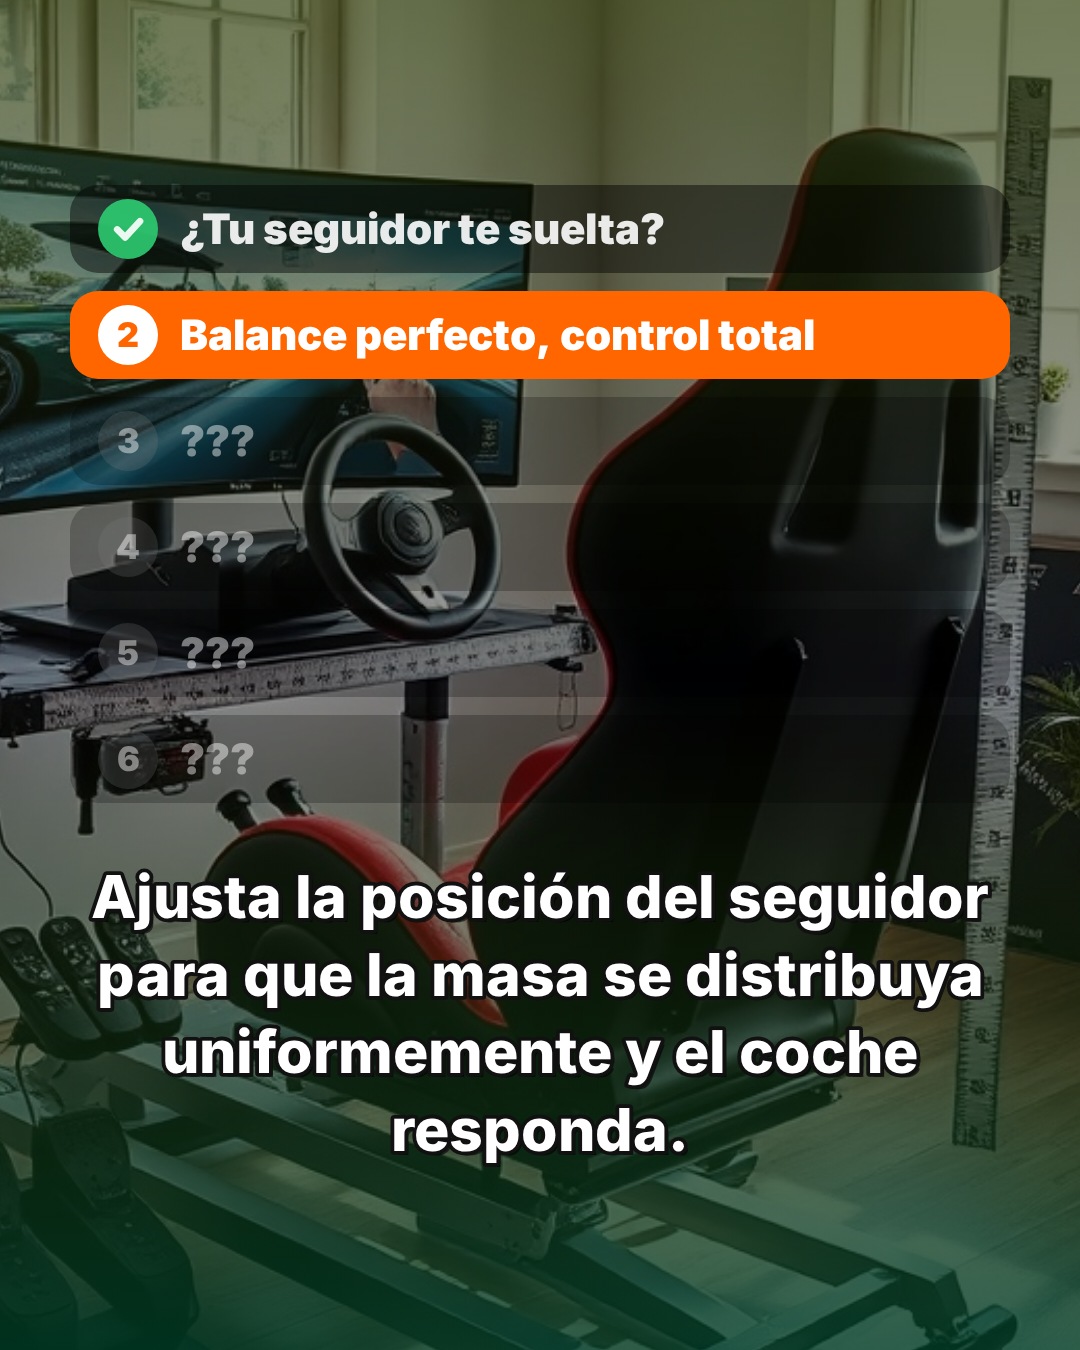 ¿Tu seguidor te suelta?
2 Balance perfecto, control total
3 ???
4 ???
5 ???
6 ???
Ajusta la posición del seguidor
para que la masa se distribuya
uniformemente y el coche
responda.